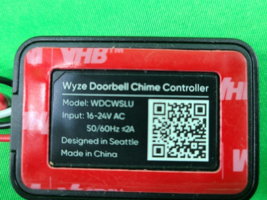 VHB™
Wyze Doorbell Chime Controller
Model: WDCWSLU
Input: 16-24V AC
50/60Hz ≤2A
Designed in Seattle
Made in China